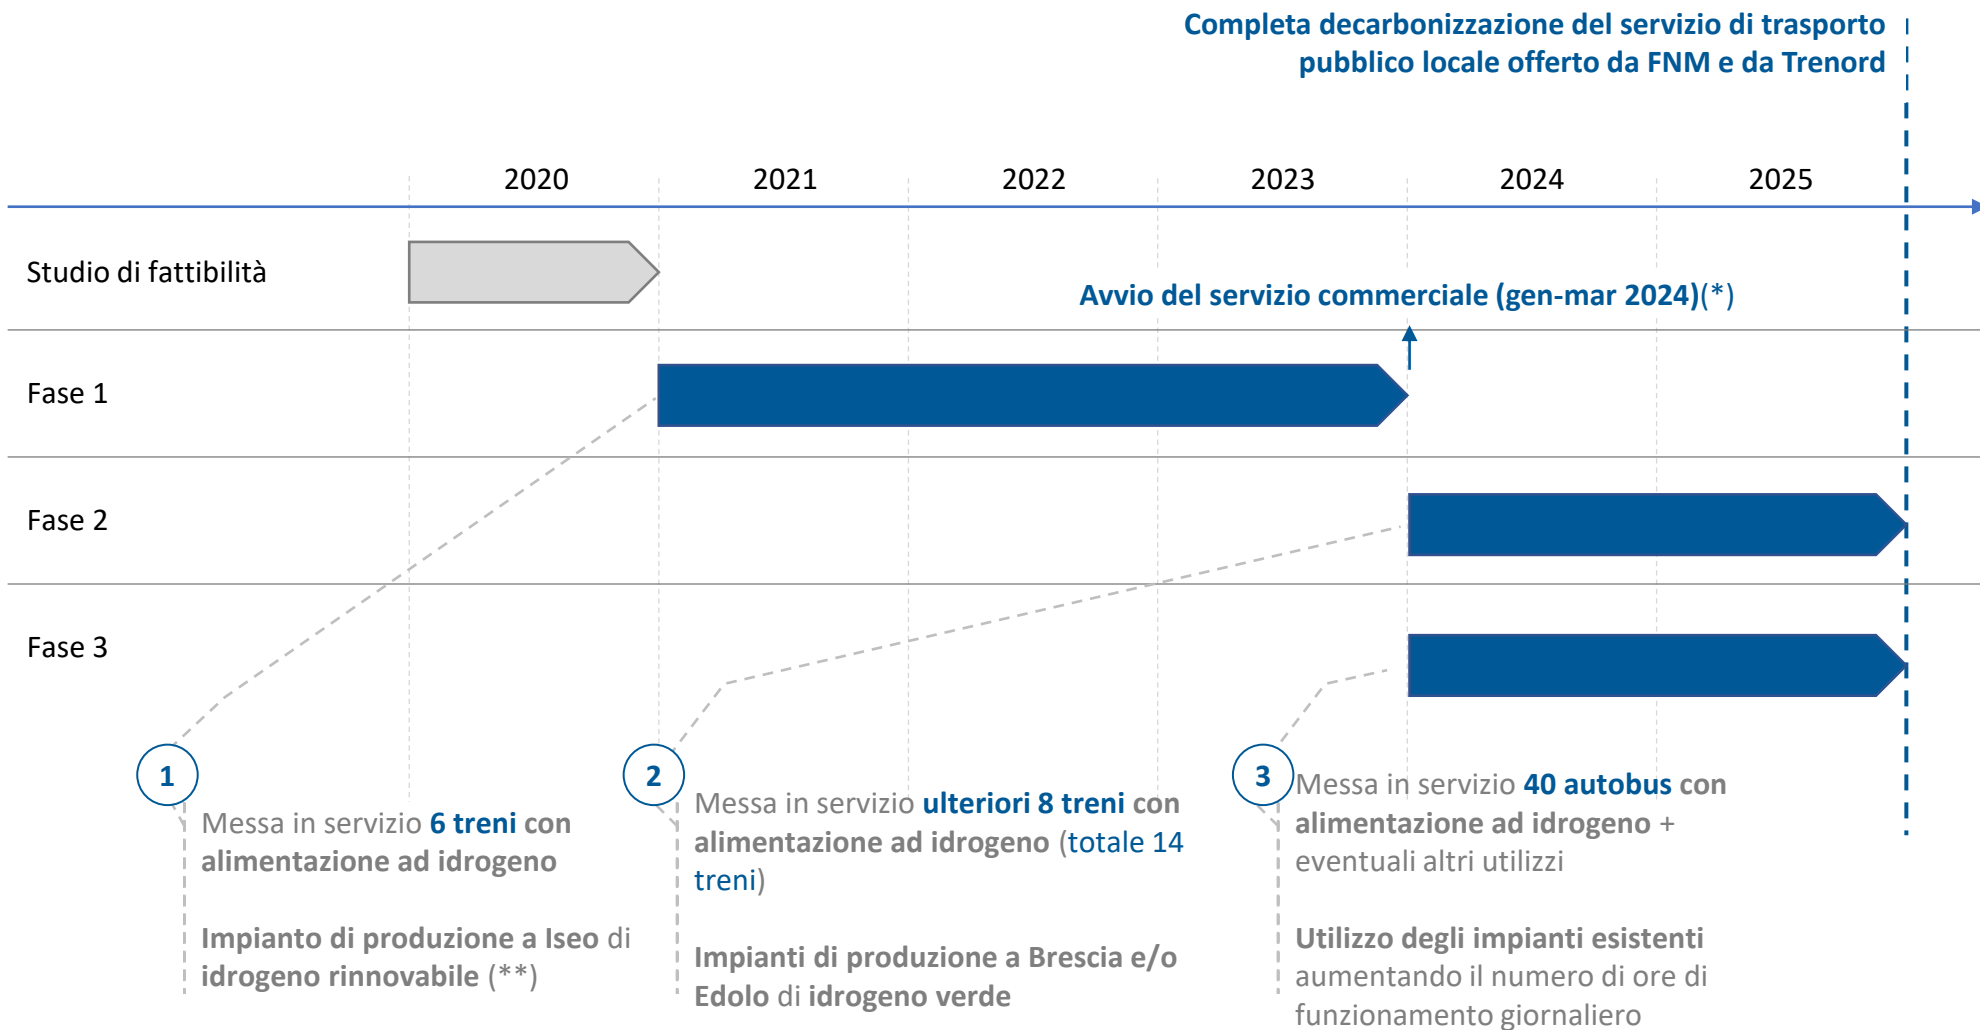 Completa decarbonizzazione del servizio di trasporto
pubblico locale offerto da FNM e da Trenord
2020
2021
2022
2023
2024
2025
Studio di fattibilità
Avvio del servizio commerciale (gen-mar 2024)(*)
Fase 1
Fase 2
Fase 3
1
Messa in servizio 6 treni con
alimentazione ad idrogeno
Impianto di produzione a Iseo di
idrogeno rinnovabile (**)
2
Messa in servizio ulteriori 8 treni con
alimentazione ad idrogeno (totale 14
treni)
Impianti di produzione a Brescia e/o
Edolo di idrogeno verde
3
Messa in servizio 40 autobus con
alimentazione ad idrogeno +
eventuali altri utilizzi
Utilizzo degli impianti esistenti
aumentando il numero di ore di
funzionamento giornaliero